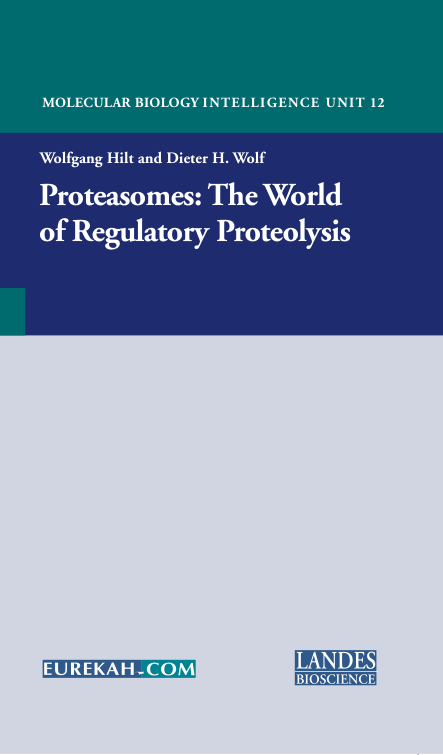 MOLECULAR BIOLOGY INTELLIGENCE UNIT 12
Wolfgang Hilt and Dieter H. Wolf
Proteasomes: The World
of Regulatory Proteolysis
EUREKAH.COM
LANDES
BIOSCIENCE